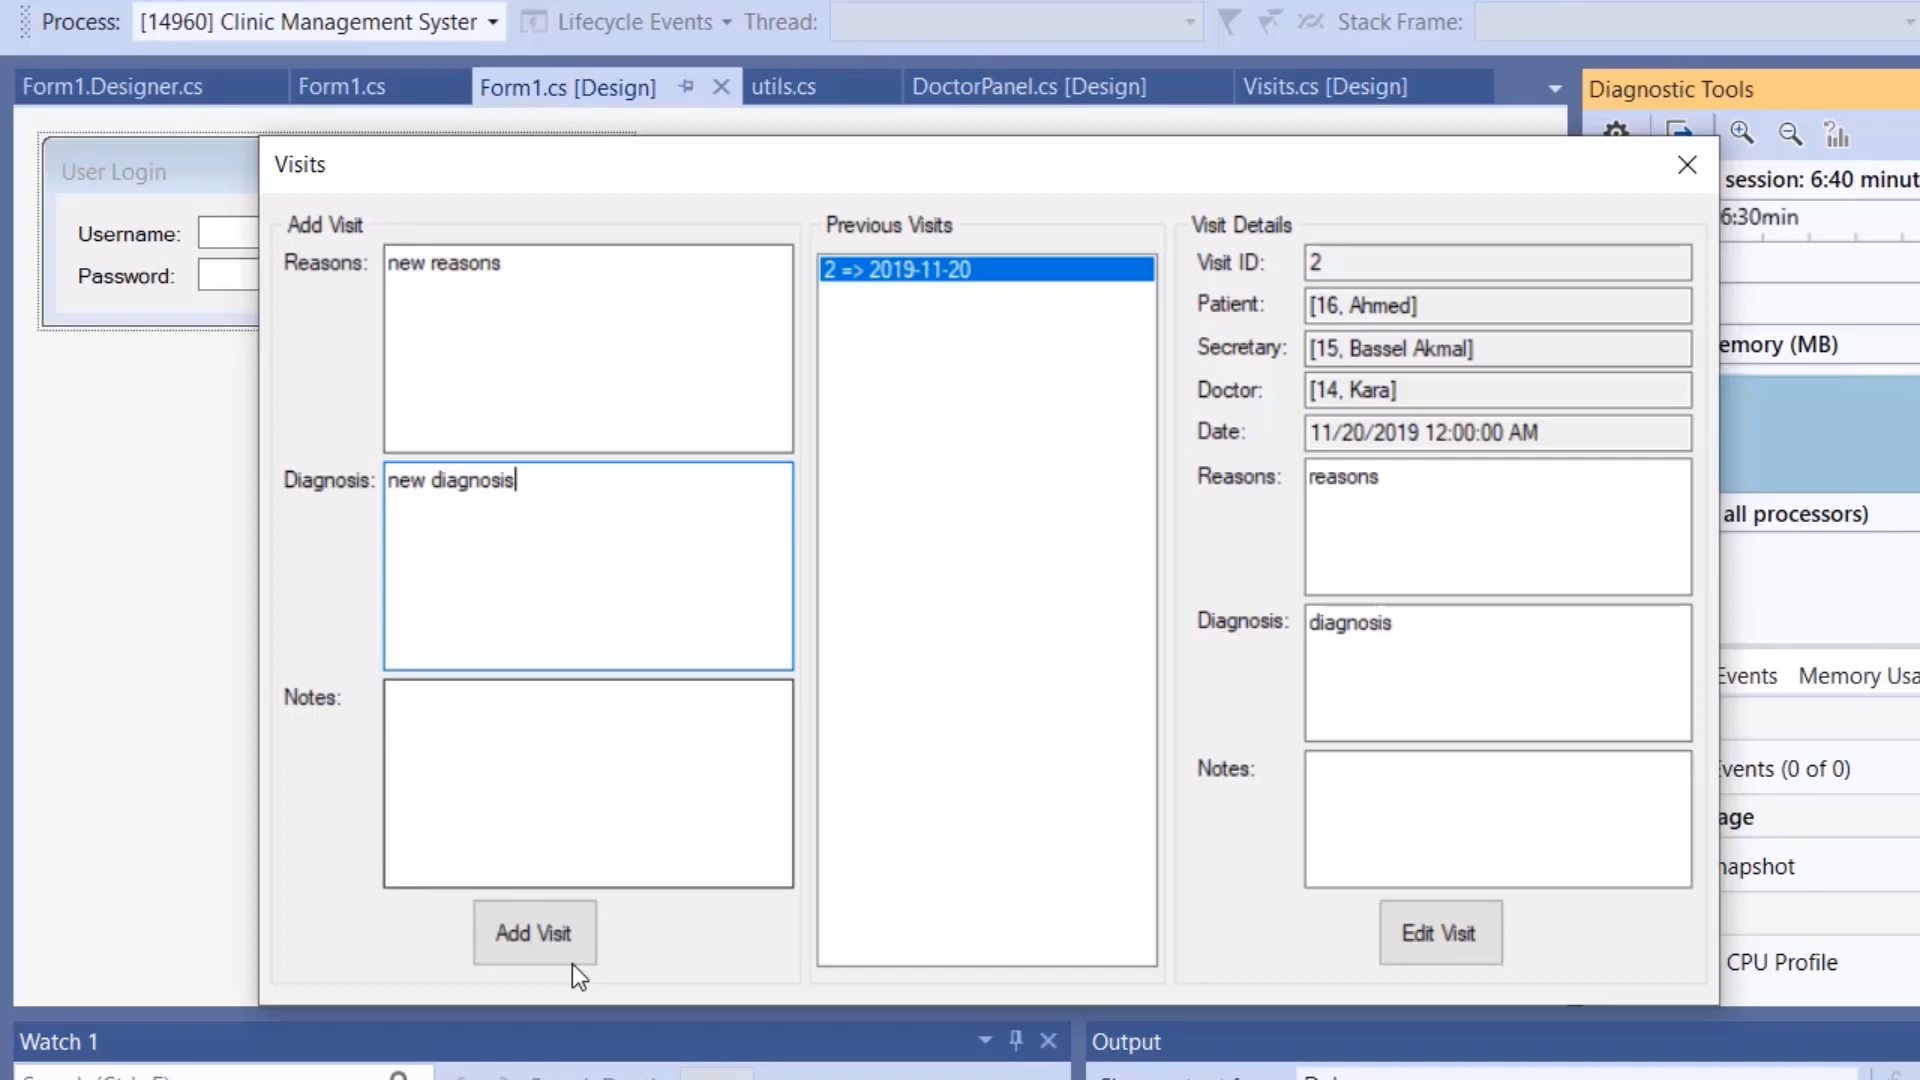 Process: [14960] Clinic Management Syster Lifecycle Events Thread: Stack Frame:
Form1.Designer.cs Form1.cs Form1.cs [Design] utils.cs DoctorPanel.cs [Design] Visits.cs [Design]
Diagnostic Tools
User Login
Username:
Password:
Visits
Add Visit
Reasons: new reasons
Diagnosis: new diagnosis
Notes:
Add Visit
Previous Visits
2 => 2019-11-20
Visit Details
Visit ID: 2
Patient: [16, Ahmed]
Secretary: [15, Bassel Akmal]
Doctor: [14, Kara]
Date: 11/20/2019 12:00:00 AM
Reasons: reasons
Diagnosis: diagnosis
Notes:
Edit Visit
session: 6:40 minut
6:30min
emory (MB)
all processors)
Events Memory Usa
Events (0 of 0)
age
napshot
CPU Profile
Watch 1
Output